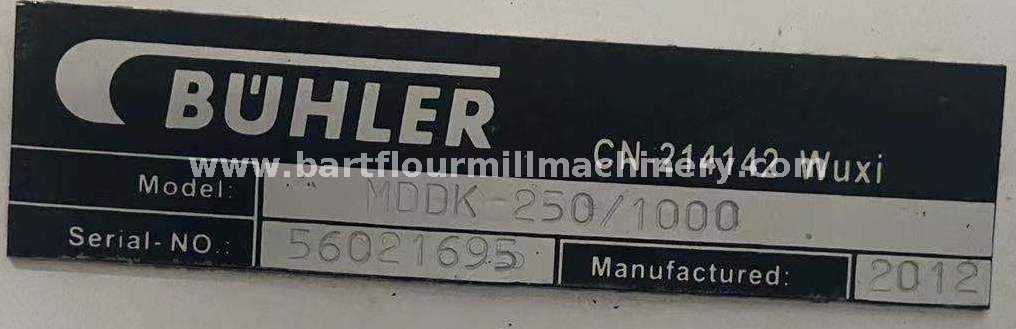 BÜHLER
CN-214142 Wuxi
www.bartflourmillmachinery.com
Model: MDDK-250/1000
Serial-NO.: 56021695 Manufactured: 2012